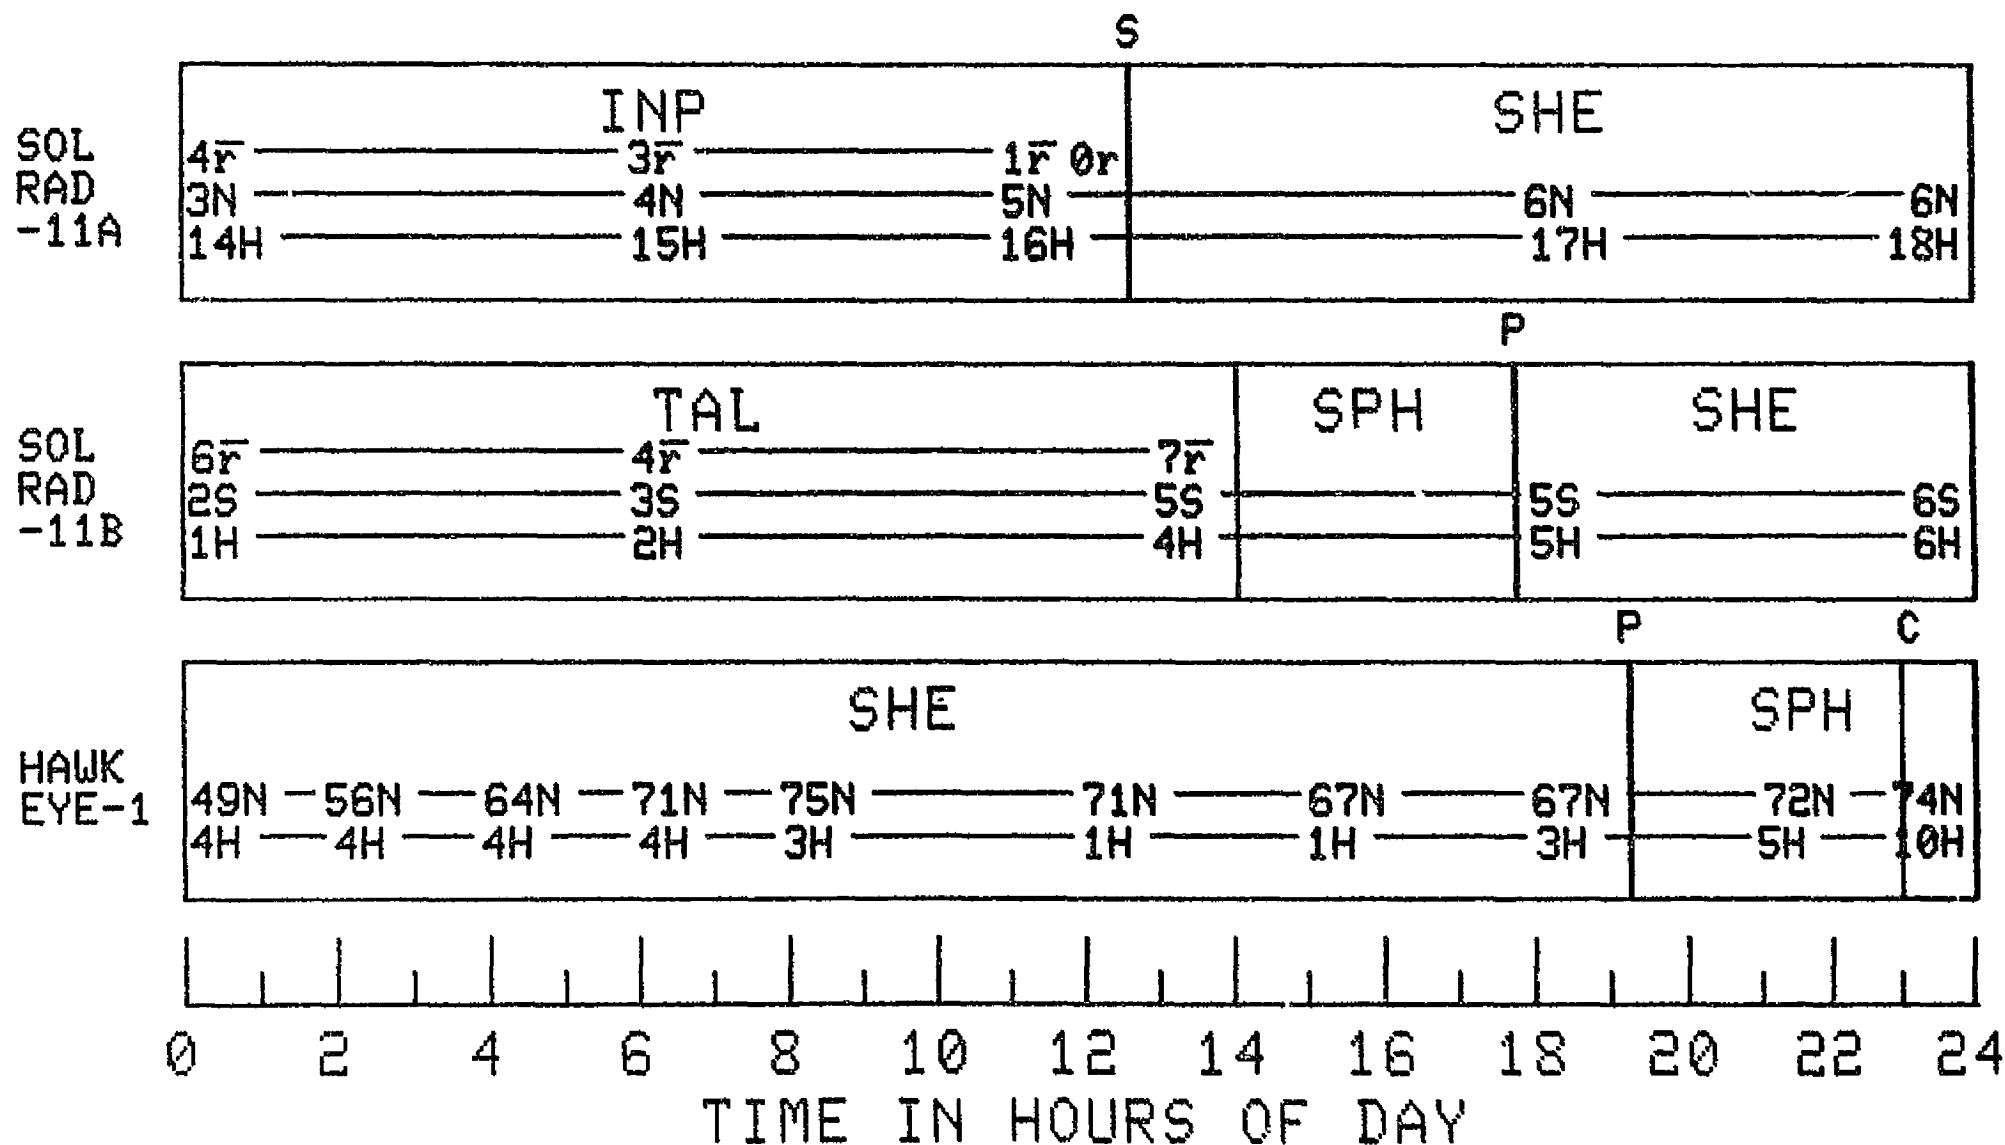 S
INP SHE
SOL
RAD
-11A
4r̅ 3r̅ 1r̅ 0r
3N 4N 5N 6N 6N
14H 15H 16H 17H 18H
P
TAL SPH SHE
SOL
RAD
-11B
6r̅ 4r̅ 7r̅
2S 3S 5S 5S 6S
1H 2H 4H 5H 6H
P C
SHE SPH
HAWK
EYE-1
49N 56N 64N 71N 75N 71N 67N 67N 72N 74N
4H 4H 4H 4H 3H 1H 1H 3H 5H 10H
0 2 4 6 8 10 12 14 16 18 20 22 24
TIME IN HOURS OF DAY